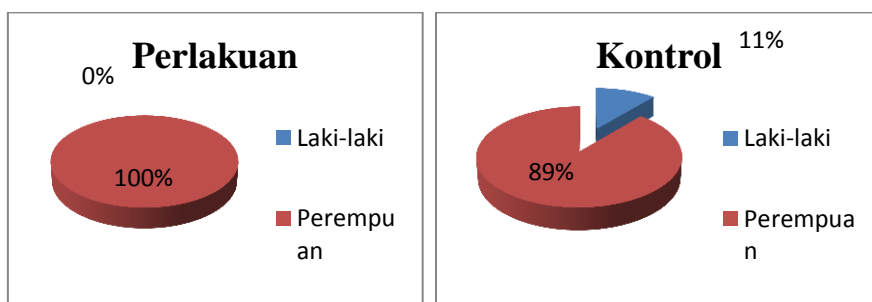 Perlakuan
0%
100%
Laki-laki
Perempu
an
Kontrol
11%
89%
Laki-laki
Perempua
n